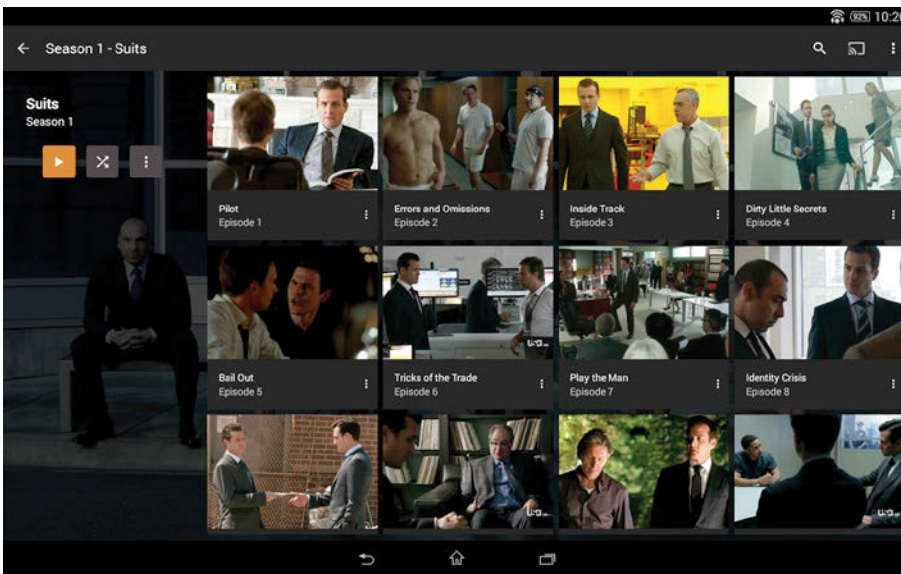 92% 10:20
Season 1 - Suits
Suits
Season 1
Pilot
Episode 1
Errors and Omissions
Episode 2
Inside Track
Episode 3
Dirty Little Secrets
Episode 4
Bail Out
Episode 5
Tricks of the Trade
Episode 6
Play the Man
Episode 7
Identity Crisis
Episode 8